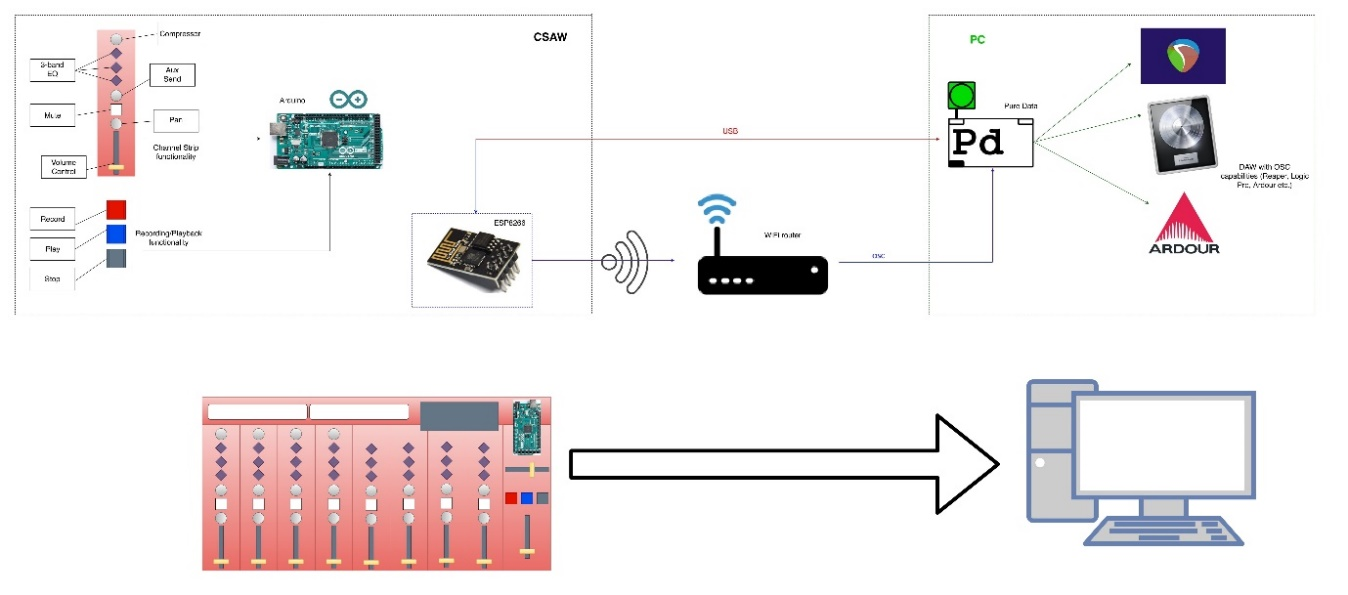 CSAW
PC
Compressor
3-band
EQ
Aux
Send
Mute
Pan
Channel Strip
functionality
Volume
Control
Arduino
USB
Pure Data
Pd
DAW with OSC
capabilities (Reaper, Logic
Pro, Ardour etc.)
ARDOUR
Record
Play
Recording/Playback
functionality
Stop
ESP8266
WiFi router
OSC